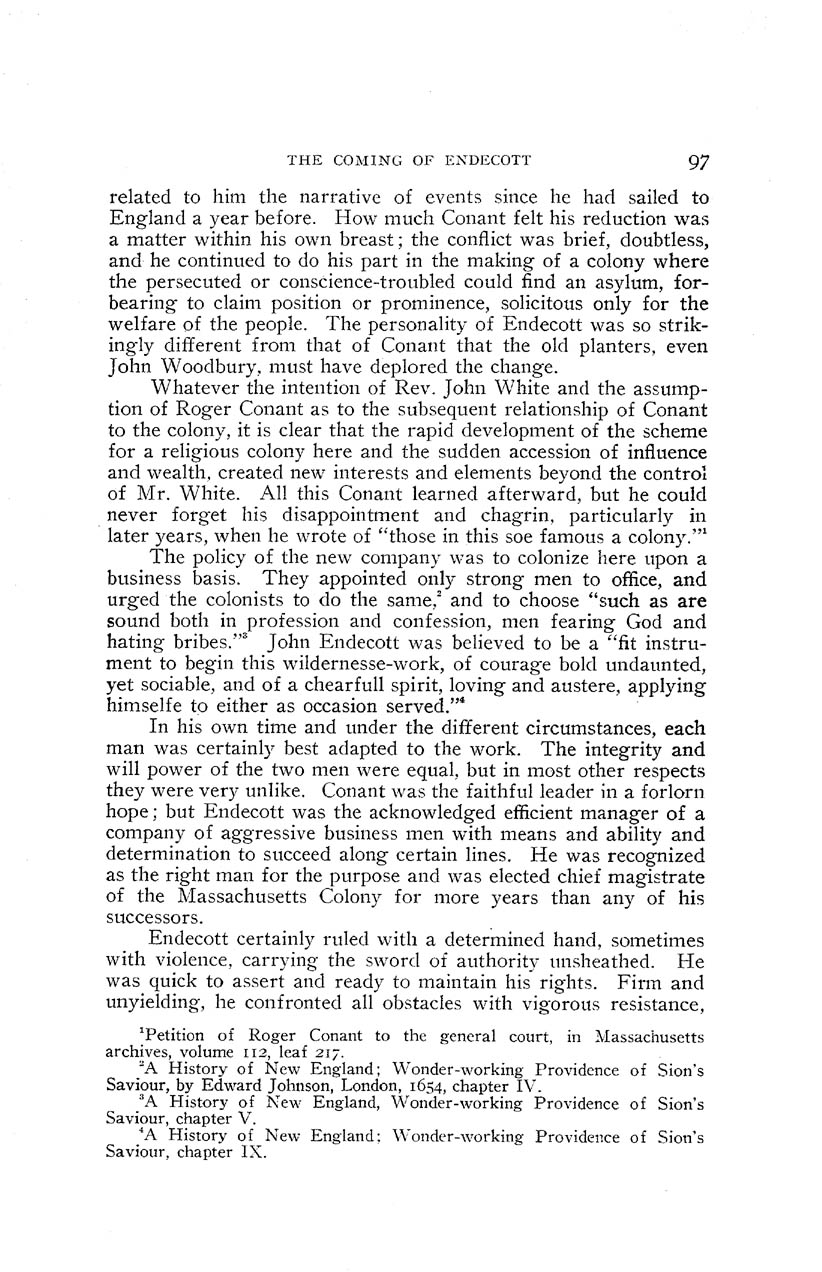 THE COMING OF ENDECOTT 97
related to him the narrative of events since he had sailed to
England a year before. How much Conant felt his reduction was
a matter within his own breast; the conflict was brief, doubtless,
and he continued to do his part in the making of a colony where
the persecuted or conscience-troubled could find an asylum, for-
bearing to claim position or prominence, solicitous only for the
welfare of the people. The personality of Endecott was so strik-
ingly different from that of Conant that the old planters, even
John Woodbury, must have deplored the change.
Whatever the intention of Rev. John White and the assump-
tion of Roger Conant as to the subsequent relationship of Conant
to the colony, it is clear that the rapid development of the scheme
for a religious colony here and the sudden accession of influence
and wealth, created new interests and elements beyond the control
of Mr. White. All this Conant learned afterward, but he could
never forget his disappointment and chagrin, particularly in
later years, when he wrote of "those in this soe famous a colony."¹
The policy of the new company was to colonize here upon a
business basis. They appointed only strong men to office, and
urged the colonists to do the same,² and to choose "such as are
sound both in profession and confession, men fearing God and
hating bribes."³ John Endecott was believed to be a "fit instru-
ment to begin this wildernesse-work, of courage bold undaunted,
yet sociable, and of a chearfull spirit, loving and austere, applying
himselfe to either as occasion served."⁴
In his own time and under the different circumstances, each
man was certainly best adapted to the work. The integrity and
will power of the two men were equal, but in most other respects
they were very unlike. Conant was the faithful leader in a forlorn
hope; but Endecott was the acknowledged efficient manager of a
company of aggressive business men with means and ability and
determination to succeed along certain lines. He was recognized
as the right man for the purpose and was elected chief magistrate
of the Massachusetts Colony for more years than any of his
successors.
Endecott certainly ruled with a determined hand, sometimes
with violence, carrying the sword of authority unsheathed. He
was quick to assert and ready to maintain his rights. Firm and
unyielding, he confronted all obstacles with vigorous resistance,
¹Petition of Roger Conant to the general court, in Massachusetts
archives, volume 112, leaf 217.
²A History of New England; Wonder-working Providence of Sion's
Saviour, by Edward Johnson, London, 1654, chapter IV.
³A History of New England, Wonder-working Providence of Sion's
Saviour, chapter V.
⁴A History of New England; Wonder-working Providence of Sion's
Saviour, chapter IX.